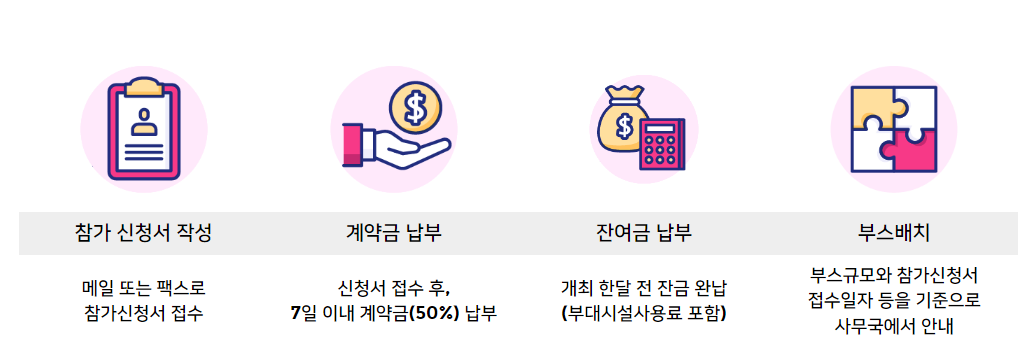 참가 신청서 작성
계약금 납부
잔여금 납부
부스배치
메일 또는 팩스로
참가신청서 접수
신청서 접수 후,
7일 이내 계약금(50%) 납부
개최 한달 전 잔금 완납
(부대시설사용료 포함)
부스규모와 참가신청서
접수일자 등을 기준으로
사무국에서 안내